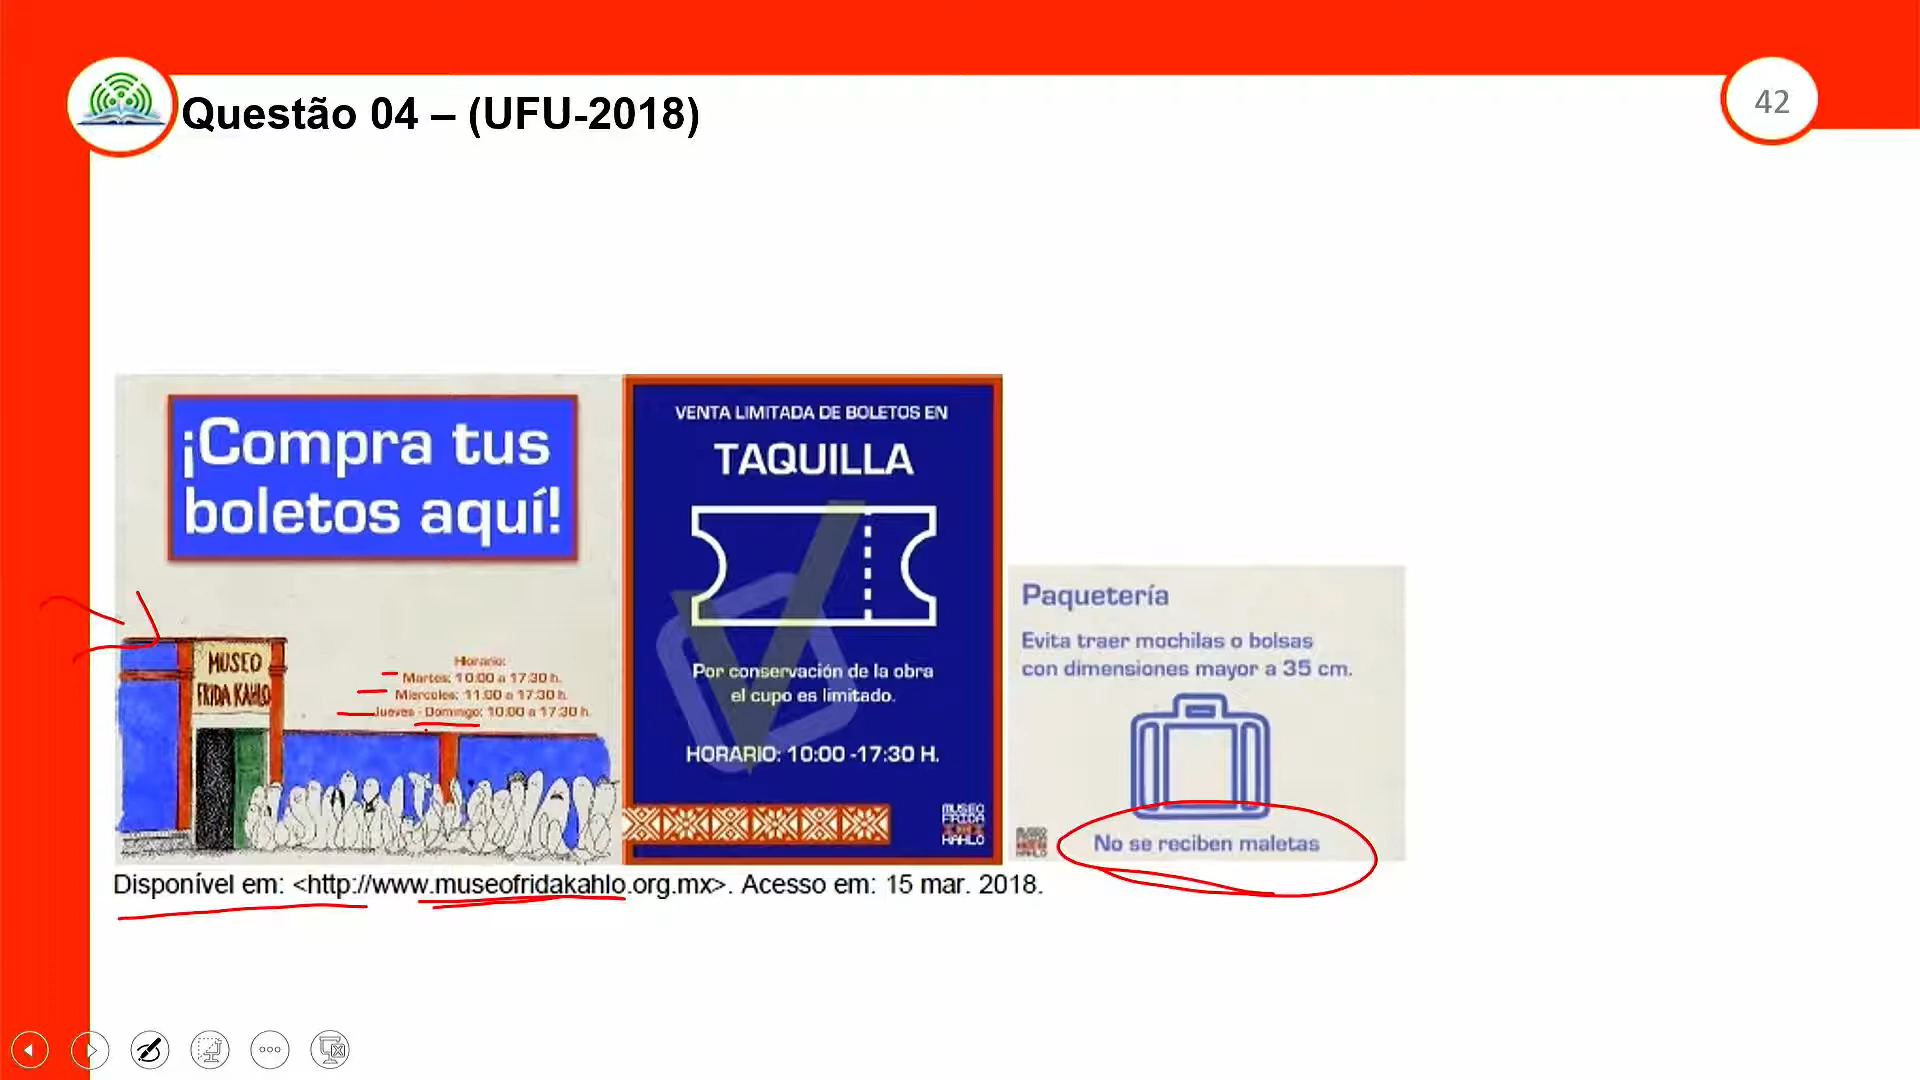 Questão 04 – (UFU-2018)
42
¡Compra tus
boletos aquí!
MUSEO
FRIDA KAHLO
Horario:
Martes: 10:00 a 17:30 h.
Miercoles: 11:00 a 17:30 h.
Jueves - Domingo: 10:00 a 17:30 h.
VENTA LIMITADA DE BOLETOS EN
TAQUILLA
Por conservación de la obra
el cupo es limitado.
HORARIO: 10:00 -17:30 H.
MUSEO
FRIDA
KAHLO
Paquetería
Evita traer mochilas o bolsas
con dimensiones mayor a 35 cm.
No se reciben maletas
Disponível em: <http://www.museofridakahlo.org.mx>. Acesso em: 15 mar. 2018.